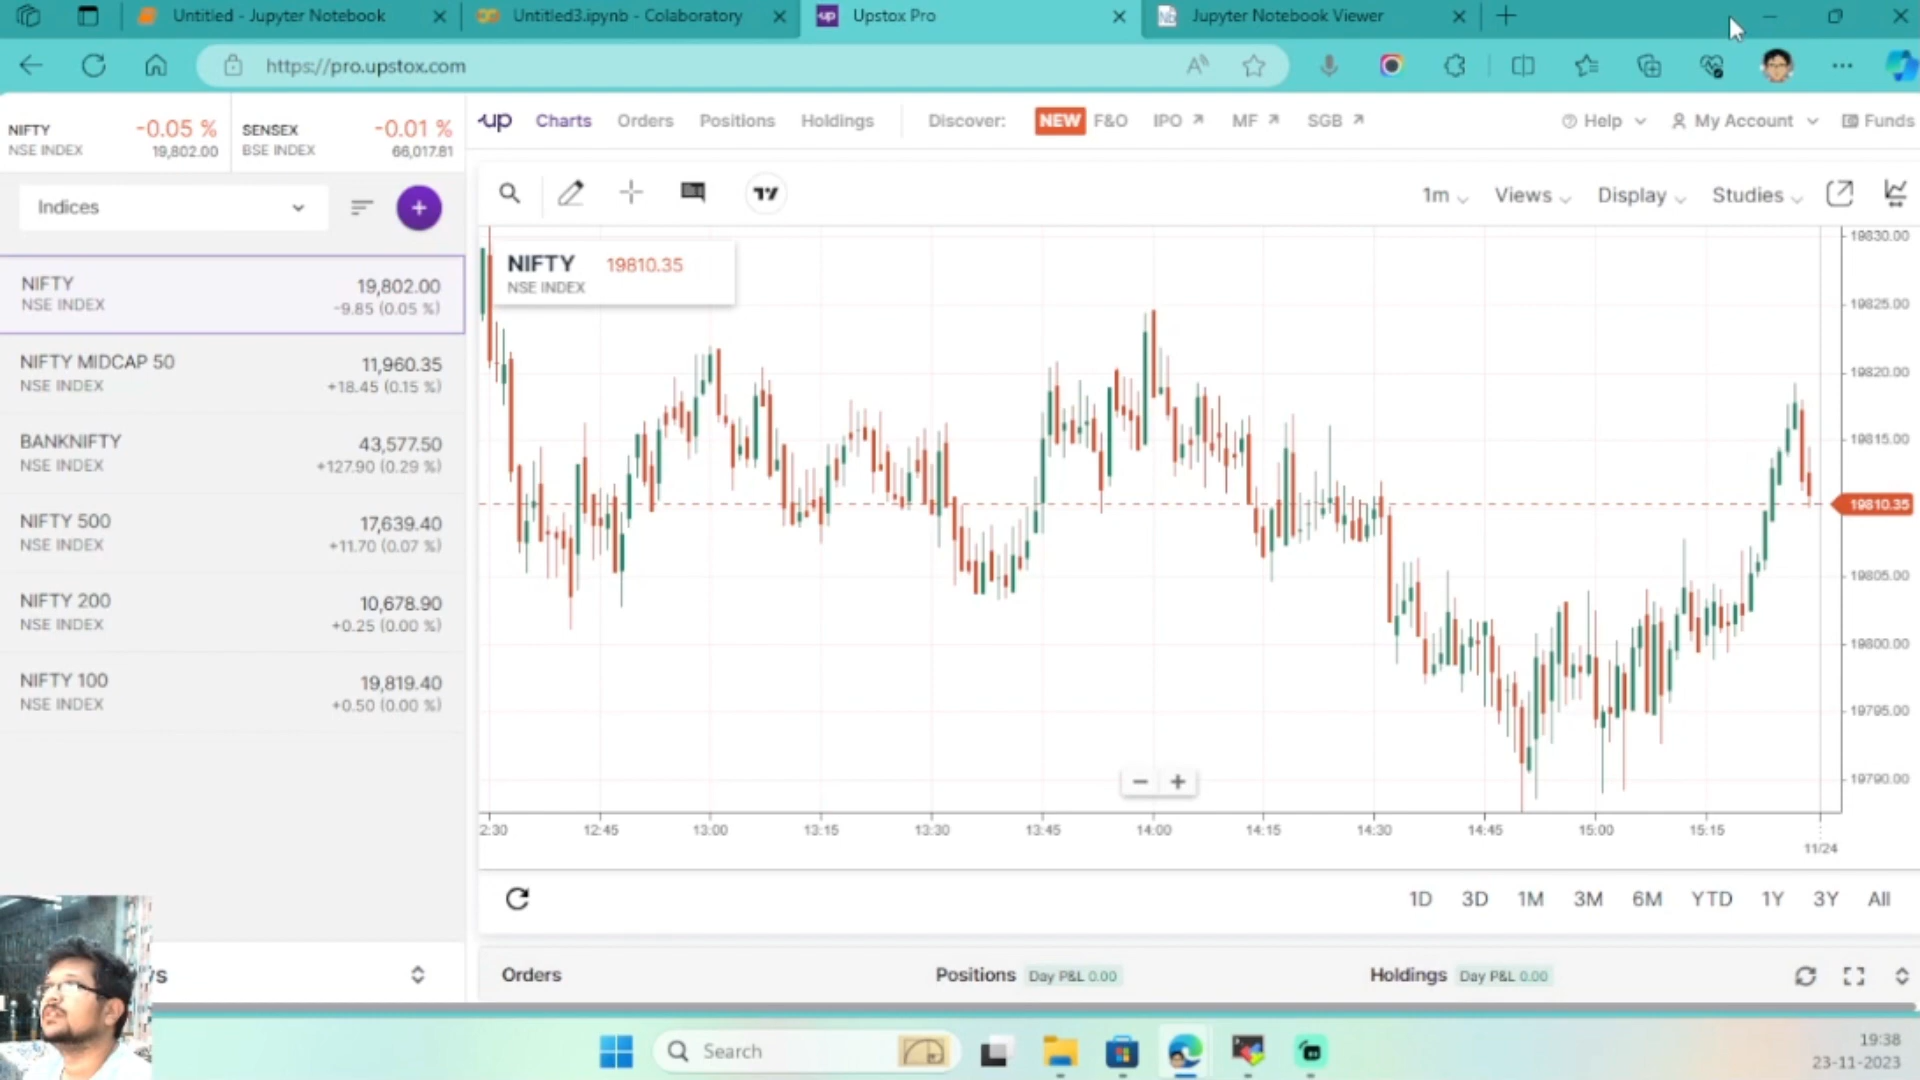 Untitled - Jupyter Notebook
Untitled3.ipynb - Colaboratory
up Upstox Pro
Jupyter Notebook Viewer
https://pro.upstox.com
NIFTY -0.05 %
NSE INDEX 19,802.00
SENSEX -0.01 %
BSE INDEX 66,017.81
up Charts Orders Positions Holdings Discover: NEW F&O IPO MF SGB Help My Account Funds
Indices
1m Views Display Studies
NIFTY 19,802.00
NSE INDEX -9.85 (0.05 %)
NIFTY MIDCAP 50 11,960.35
NSE INDEX +18.45 (0.15 %)
BANKNIFTY 43,577.50
NSE INDEX +127.90 (0.29 %)
NIFTY 500 17,639.40
NSE INDEX +11.70 (0.07 %)
NIFTY 200 10,678.90
NSE INDEX +0.25 (0.00 %)
NIFTY 100 19,819.40
NSE INDEX +0.50 (0.00 %)
NIFTY 19810.35
NSE INDEX
19830.00
19825.00
19820.00
19815.00
19810.35
19805.00
19800.00
19795.00
19790.00
2:30 12:45 13:00 13:15 13:30 13:45 14:00 14:15 14:30 14:45 15:00 15:15
11/24
1D 3D 1M 3M 6M YTD 1Y 3Y All
Orders Positions Day P&L 0.00 Holdings Day P&L 0.00
Search
19:38
23-11-2023